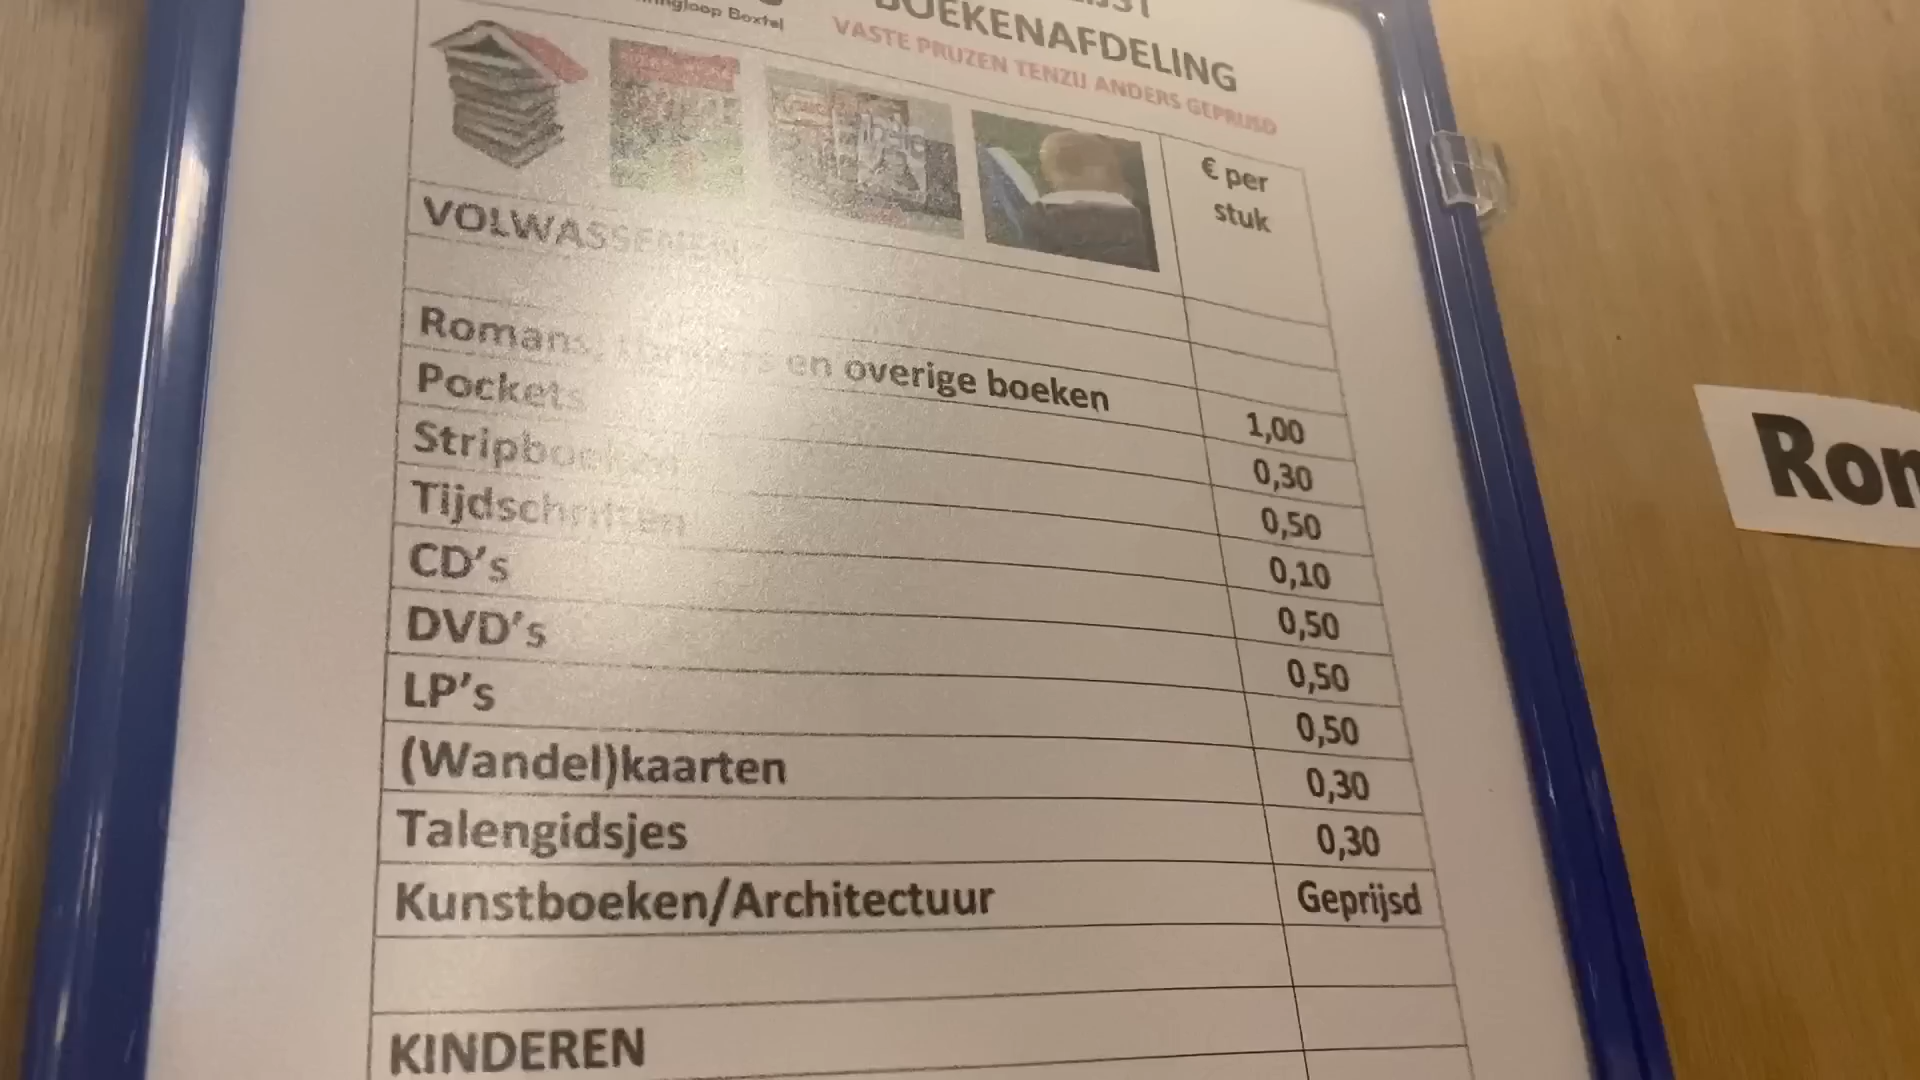 Boxtel
BOEKENAFDELING
VASTE PRIJZEN TENZIJ ANDERS GEPRIJSD
€ per
stuk
VOLWASSENEN
Romans, en overige boeken 1,00
Pockets 0,30
Stripboeken 0,50
Tijdschriften 0,10
CD's 0,50
DVD's 0,50
LP's 0,50
(Wandel)kaarten 0,30
Talengidsjes 0,30
Kunstboeken/Architectuur Geprijsd
KINDEREN